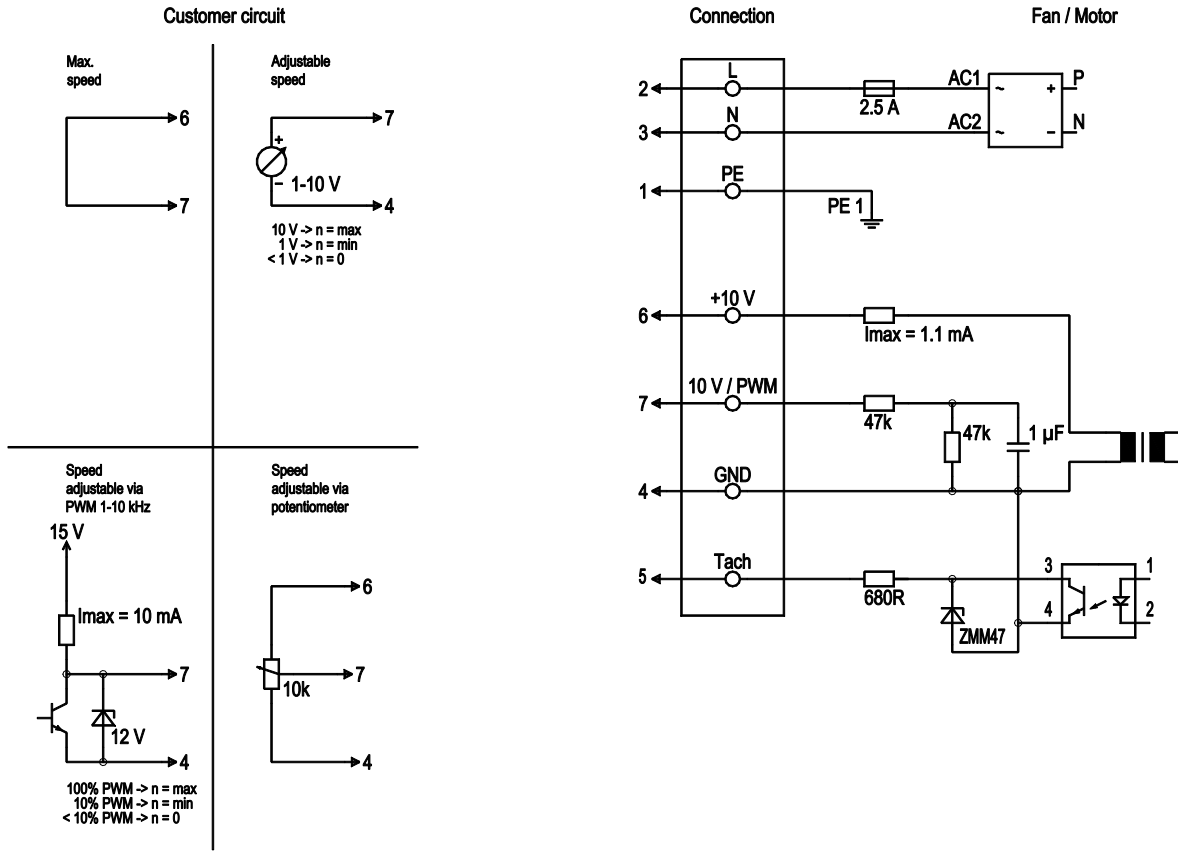 Customer circuit
Connection
Fan / Motor
Max.
speed
6
7
Adjustable
speed
7
+
− 1-10 V
4
10 V -> n = max
1 V -> n = min
< 1 V -> n = 0
Speed
adjustable via
PWM 1-10 kHz
15 V
Imax = 10 mA
7
12 V
4
100% PWM -> n = max
10% PWM -> n = min
< 10% PWM -> n = 0
Speed
adjustable via
potentiometer
6
7
10k
4
2 L AC1 ~ + P
2.5 A
3 N AC2 ~ − N
1 PE
PE 1
6 +10 V
Imax = 1.1 mA
7 10 V / PWM
47k
47k
1 µF
4 GND
5 Tach 3 1
680R
4 2
ZMM47